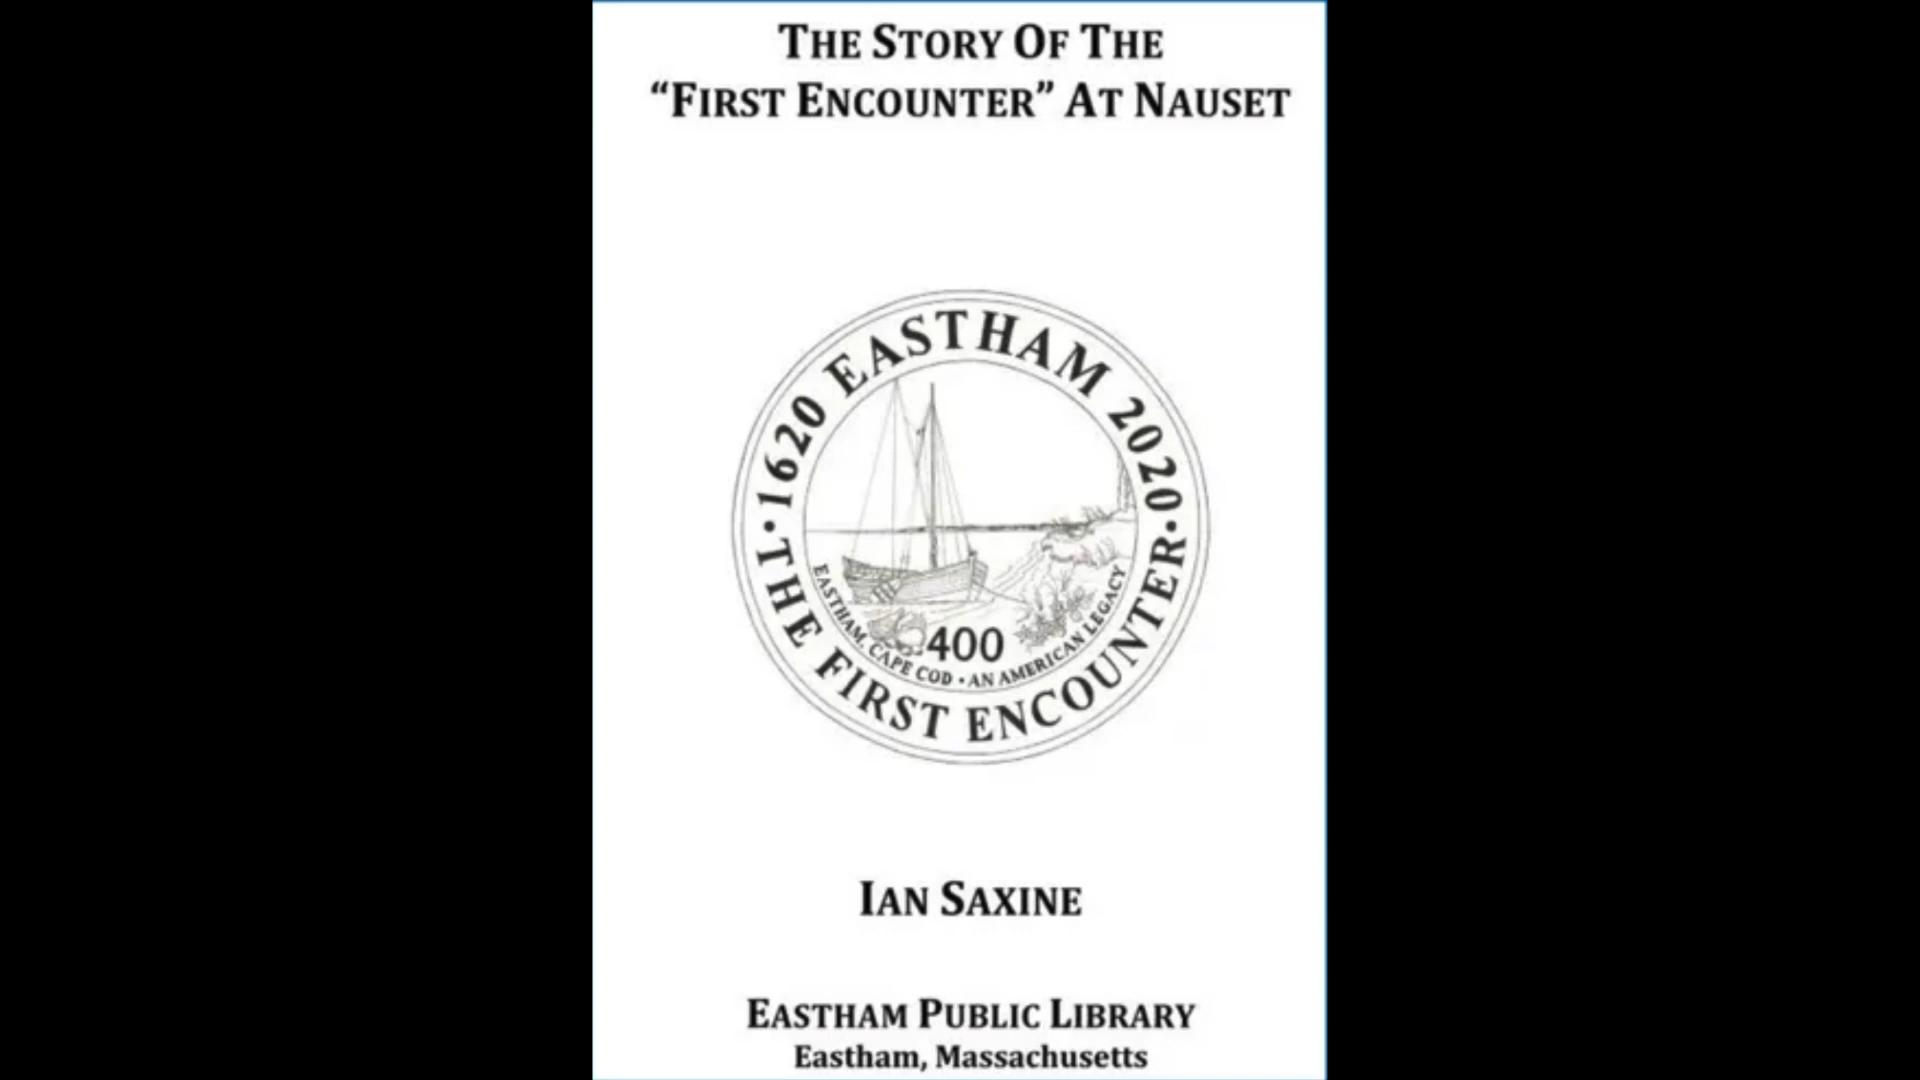 THE STORY OF THE
“FIRST ENCOUNTER” AT NAUSET
• 1620 EASTHAM 2020 •
THE FIRST ENCOUNTER
400
EASTHAM, CAPE COD • AN AMERICAN LEGACY
IAN SAXINE
EASTHAM PUBLIC LIBRARY
Eastham, Massachusetts